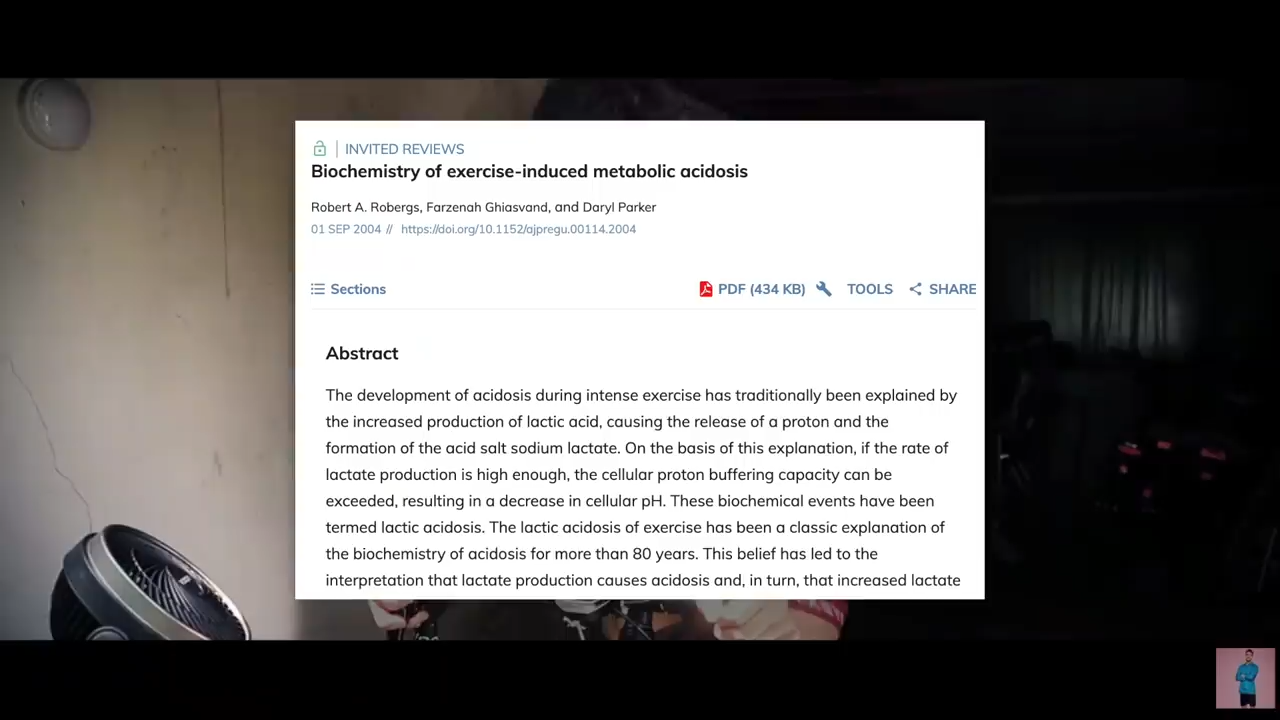 INVITED REVIEWS
Biochemistry of exercise-induced metabolic acidosis
Robert A. Robergs, Farzenah Ghiasvand, and Daryl Parker
01 SEP 2004 // https://doi.org/10.1152/ajpregu.00114.2004
Sections PDF (434 KB) TOOLS SHARE
Abstract
The development of acidosis during intense exercise has traditionally been explained by
the increased production of lactic acid, causing the release of a proton and the
formation of the acid salt sodium lactate. On the basis of this explanation, if the rate of
lactate production is high enough, the cellular proton buffering capacity can be
exceeded, resulting in a decrease in cellular pH. These biochemical events have been
termed lactic acidosis. The lactic acidosis of exercise has been a classic explanation of
the biochemistry of acidosis for more than 80 years. This belief has led to the
interpretation that lactate production causes acidosis and, in turn, that increased lactate